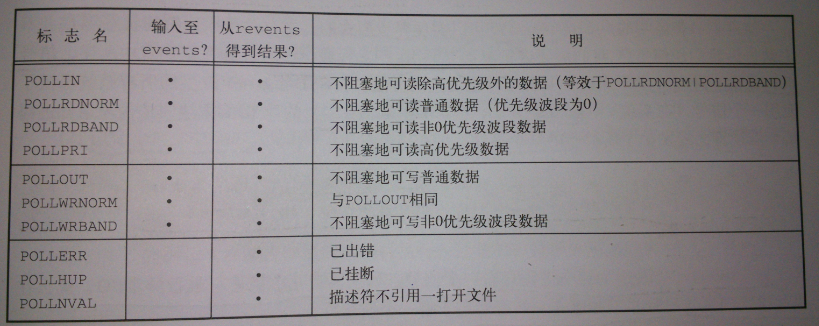 标 志 名 输入至 events? 从revents 得到结果? 说 明
POLLIN • • 不阻塞地可读除高优先级外的数据（等效于POLLRDNORM|POLLRDBAND）
POLLRDNORM • • 不阻塞地可读普通数据（优先级波段为0）
POLLRDBAND • • 不阻塞地可读非0优先级波段数据
POLLPRI • • 不阻塞地可读高优先级数据
POLLOUT • • 不阻塞地可写普通数据
POLLWRNORM • • 与POLLOUT相同
POLLWRBAND • • 不阻塞地可写非0优先级波段数据
POLLERR • 已出错
POLLHUP • 已挂断
POLLNVAL • 描述符不引用一打开文件